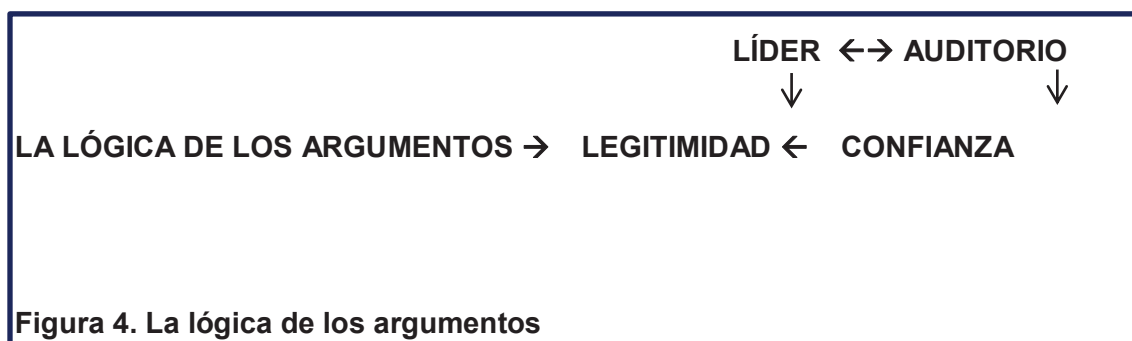 LÍDER ←→ AUDITORIO
↓ ↓
LA LÓGICA DE LOS ARGUMENTOS → LEGITIMIDAD ← CONFIANZA
Figura 4. La lógica de los argumentos